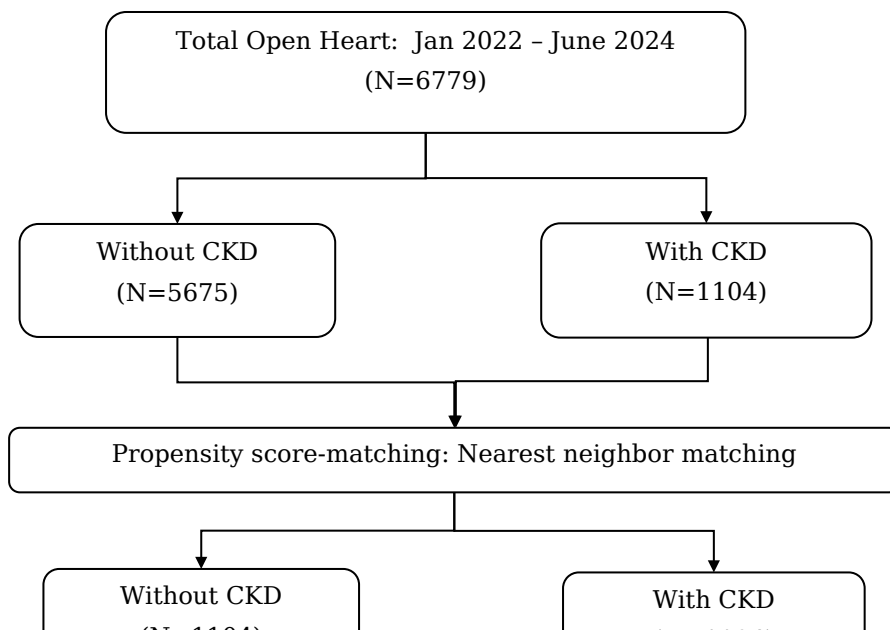 Total Open Heart:  Jan 2022 – June 2024
(N=6779)
Without CKD
(N=5675)
With CKD
(N=1104)
Propensity score-matching: Nearest neighbor matching
Without CKD
With CKD